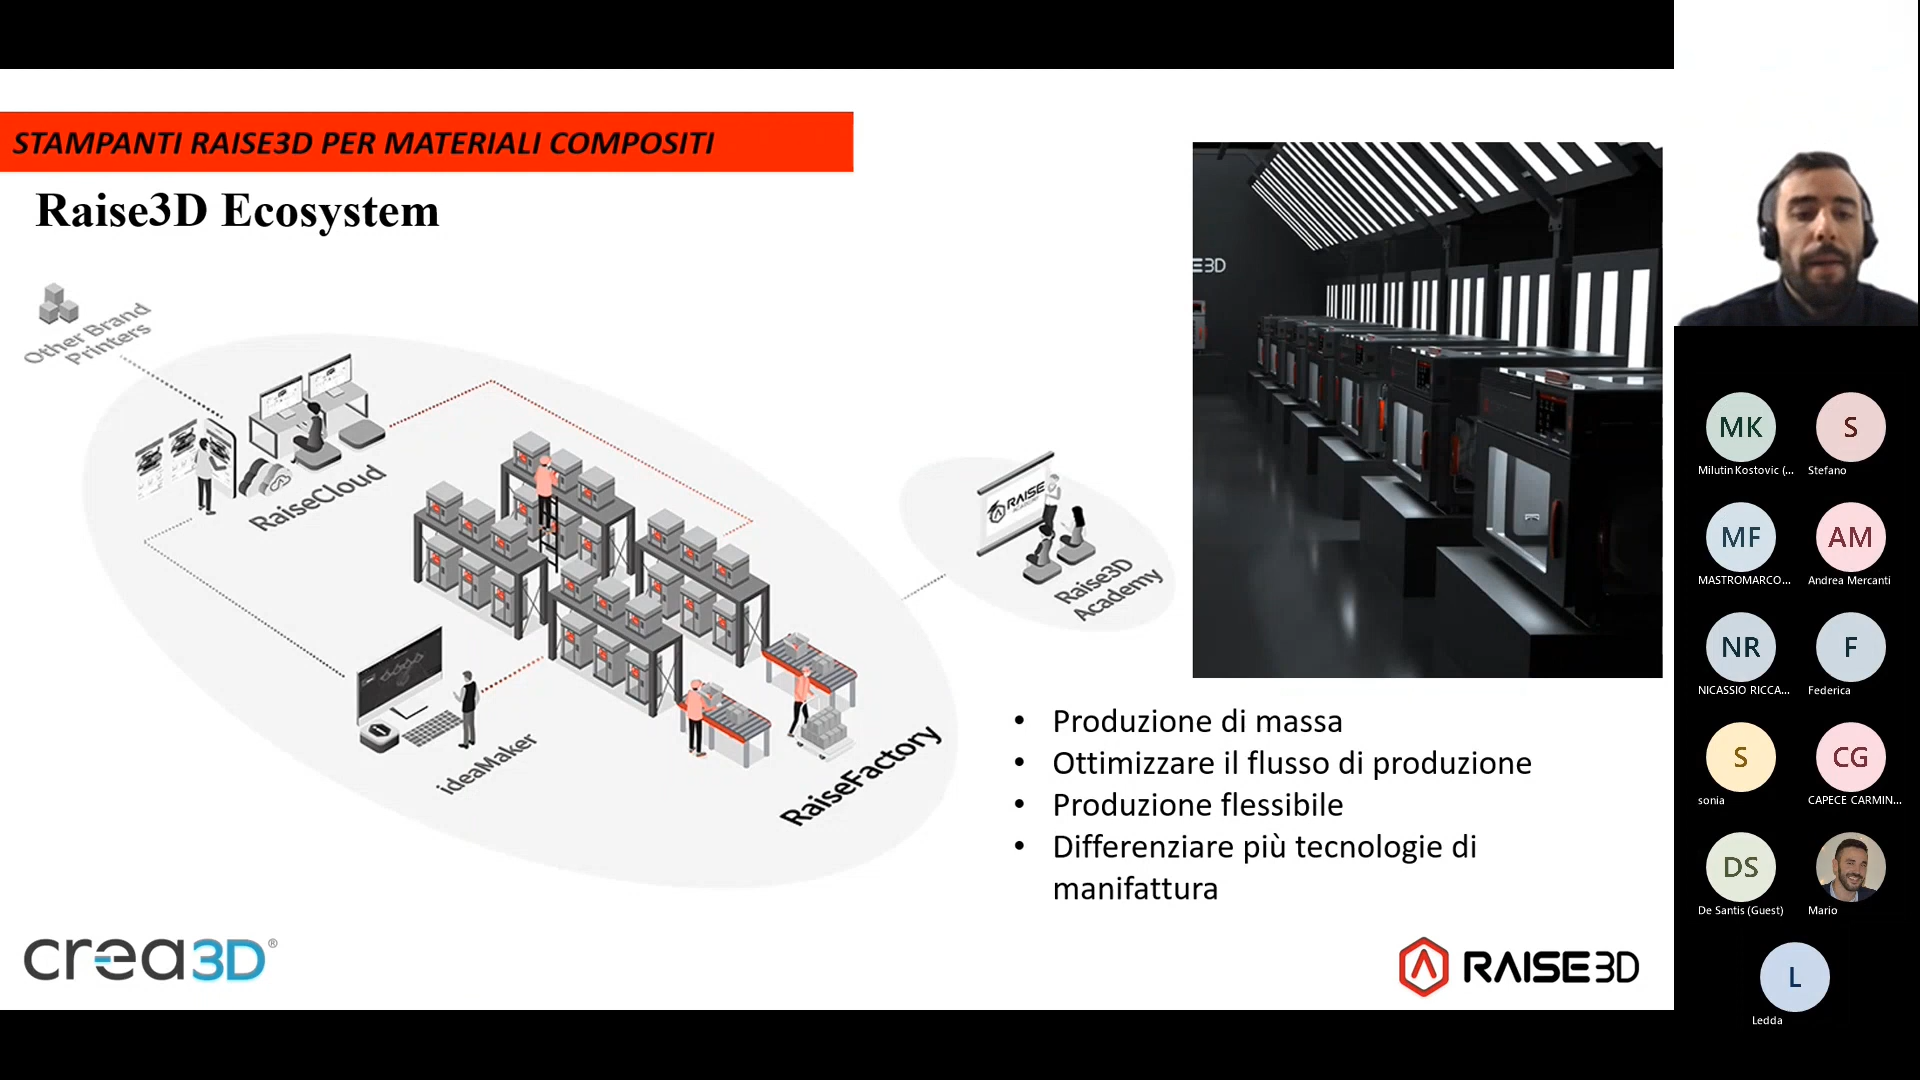 STAMPANTI RAISE3D PER MATERIALI COMPOSITI
Raise3D Ecosystem
Other Brand
Printers
RaiseCloud
ideaMaker
RaiseFactory
RAISE
Raise3D
Academy
E3D
• Produzione di massa
• Ottimizzare il flusso di produzione
• Produzione flessibile
• Differenziare più tecnologie di
manifattura
crea3D®
RAISE3D
MK
Milutin Kostovic (...
S
Stefano
MF
MASTROMARCO...
AM
Andrea Mercanti
NR
NICASSIO RICCA...
F
Federica
S
sonia
CG
CAPECE CARMIN...
DS
De Santis (Guest)
Mario
L
Ledda